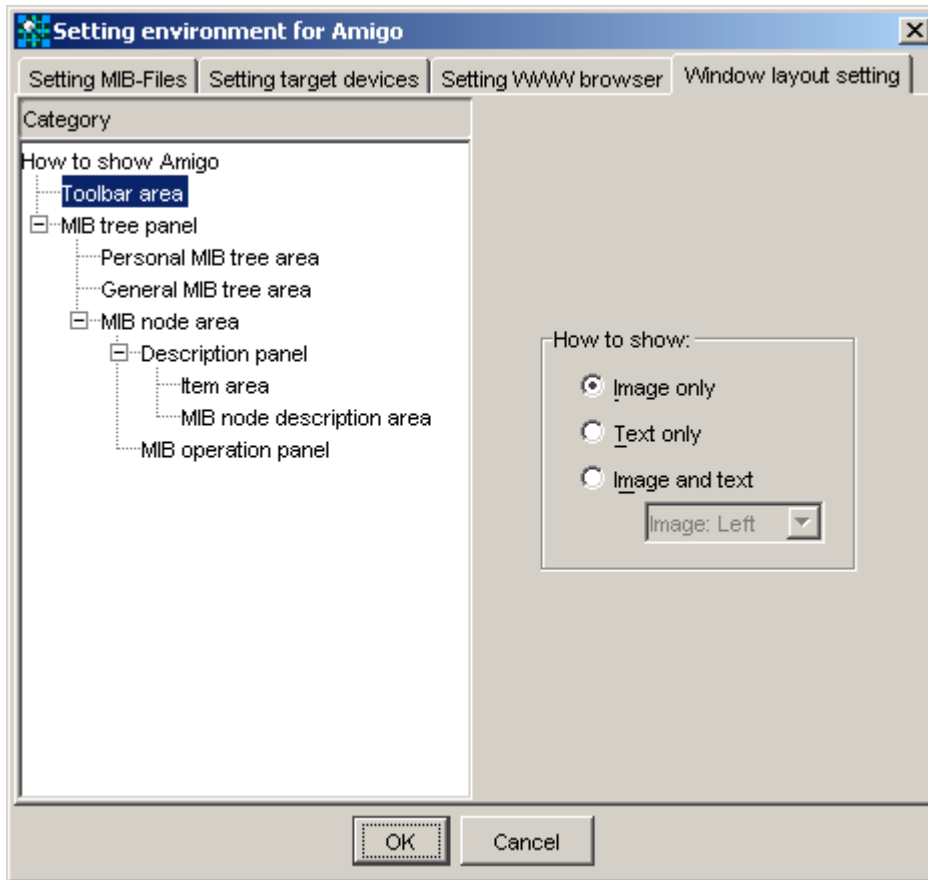 Setting environment for Amigo
Setting MIB-Files
Setting target devices
Setting WWW browser
Window layout setting
Category
How to show Amigo
Toolbar area
MIB tree panel
Personal MIB tree area
General MIB tree area
MIB node area
Description panel
Item area
MIB node description area
MIB operation panel
How to show:
Image only
Text only
Image and text
Image: Left
OK
Cancel